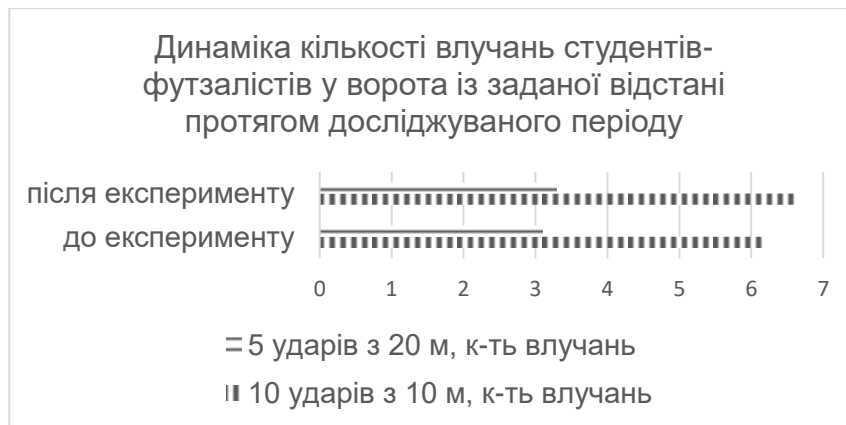 Динаміка кількості влучань студентів-
футзалістів у ворота із заданої відстані
протягом досліджуваного періоду
після експерименту
до експерименту
0 1 2 3 4 5 6 7
5 ударів з 20 м, к-ть влучань
10 ударів з 10 м, к-ть влучань